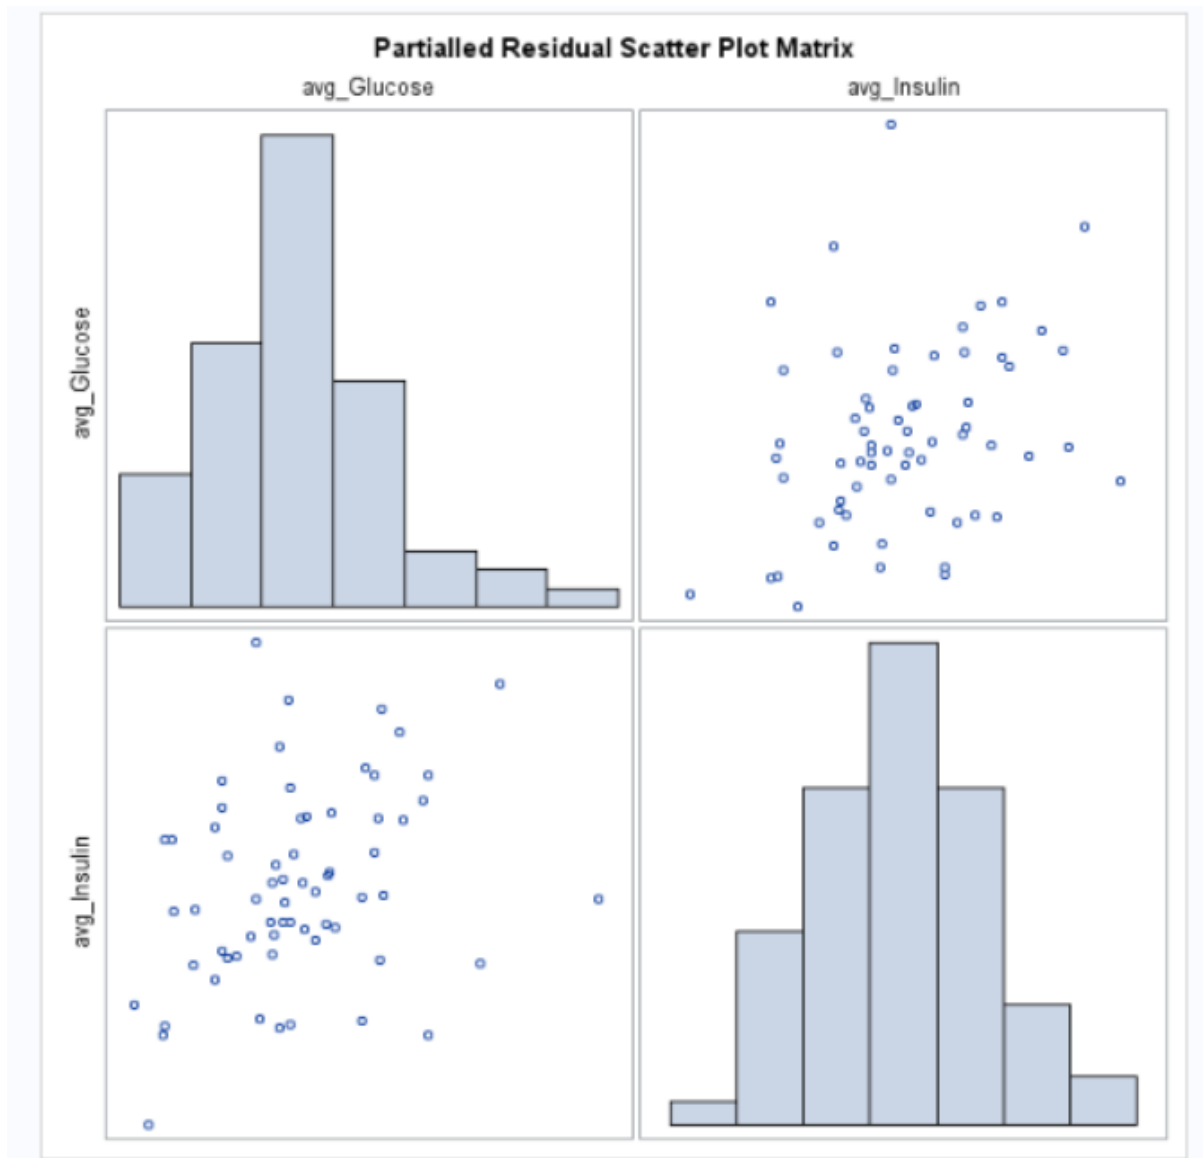 Partialled Residual Scatter Plot Matrix
avg_Glucose
avg_Insulin
avg_Glucose
avg_Insulin